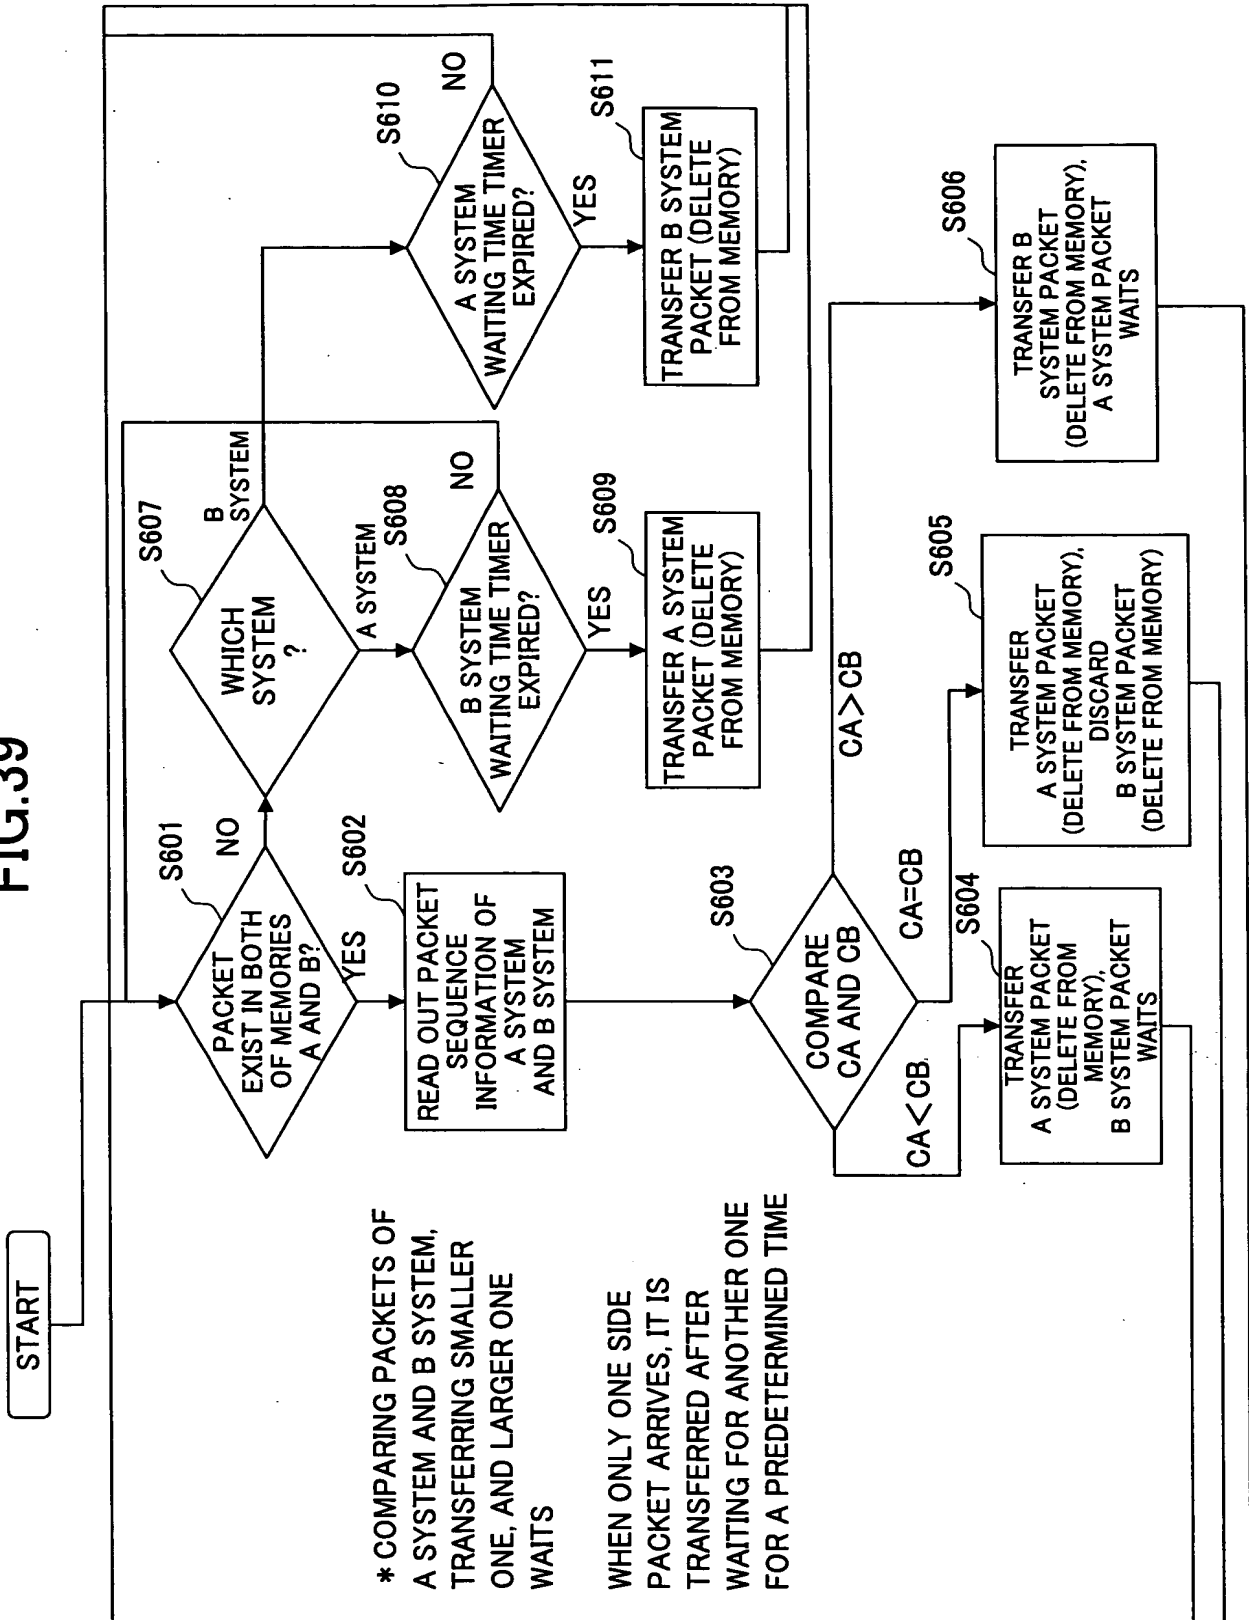 FIG.39
START
S601
PACKET
EXIST IN BOTH
OF MEMORIES
A AND B?
NO
YES
S602
READ OUT PACKET
SEQUENCE
INFORMATION OF
A SYSTEM
AND B SYSTEM
S603
COMPARE
CA AND CB
CA<CB
CA=CB
CA>CB
S604
TRANSFER
A SYSTEM PACKET
(DELETE FROM
MEMORY),
B SYSTEM PACKET
WAITS
S605
TRANSFER
A SYSTEM PACKET
(DELETE FROM MEMORY),
DISCARD
B SYSTEM PACKET
(DELETE FROM MEMORY)
S606
TRANSFER B
SYSTEM PACKET
(DELETE FROM MEMORY),
A SYSTEM PACKET
WAITS
S607
WHICH
SYSTEM
?
B
SYSTEM
A SYSTEM
S608
B SYSTEM
WAITING TIME TIMER
EXPIRED?
NO
YES
S609
TRANSFER A SYSTEM
PACKET (DELETE
FROM MEMORY)
S610
A SYSTEM
WAITING TIME TIMER
EXPIRED?
NO
YES
S611
TRANSFER B SYSTEM
PACKET (DELETE
FROM MEMORY)
* COMPARING PACKETS OF
A SYSTEM AND B SYSTEM,
TRANSFERRING SMALLER
ONE, AND LARGER ONE
WAITS
WHEN ONLY ONE SIDE
PACKET ARRIVES, IT IS
TRANSFERRED AFTER
WAITING FOR ANOTHER ONE
FOR A PREDETERMINED TIME